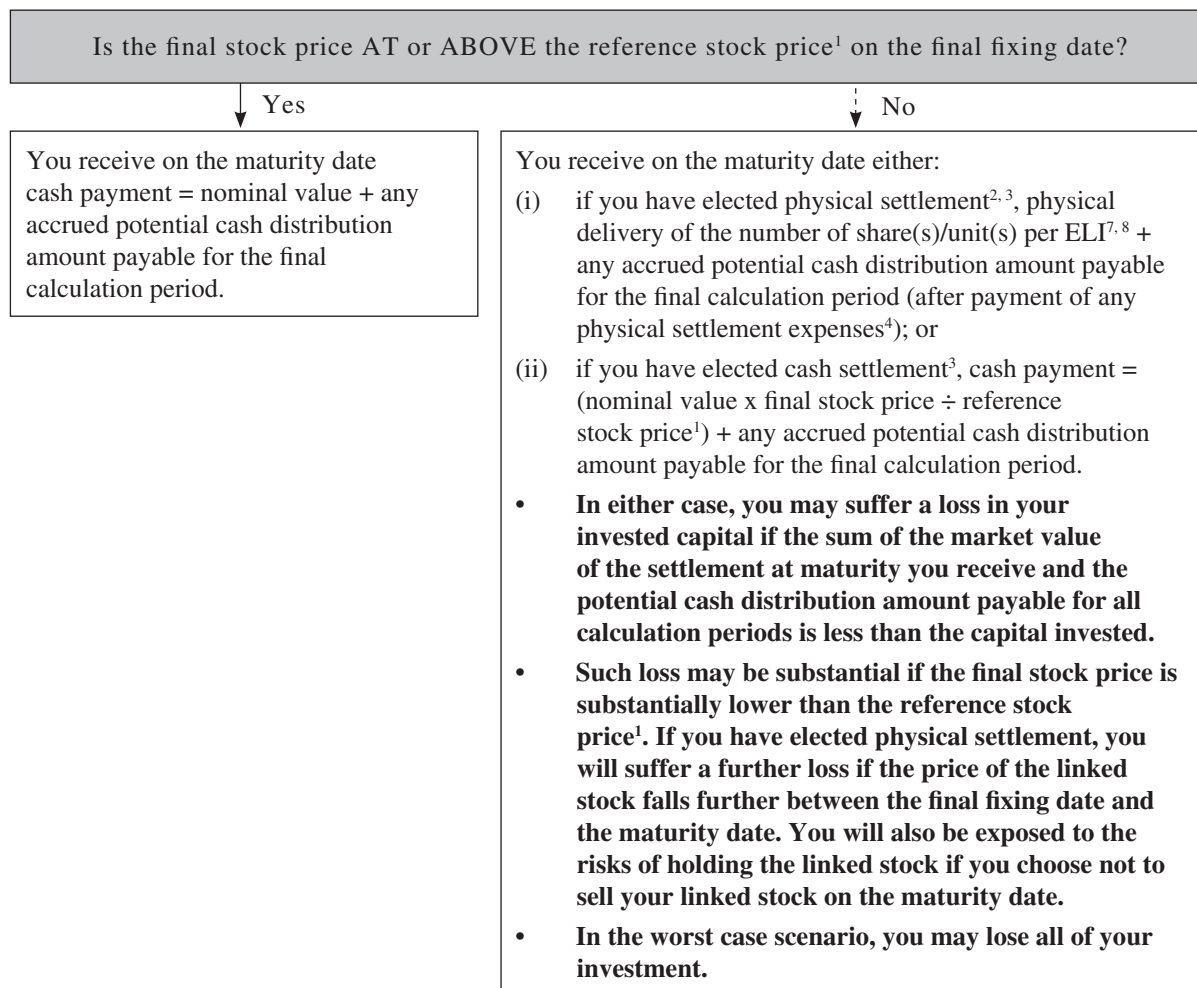 Is the final stock price AT or ABOVE the reference stock price¹ on the final fixing date?
Yes
No
You receive on the maturity date
cash payment = nominal value + any
accrued potential cash distribution
amount payable for the final
calculation period.
You receive on the maturity date either:
(i) if you have elected physical settlement²,³, physical
delivery of the number of share(s)/unit(s) per ELI⁷,⁸ +
any accrued potential cash distribution amount payable
for the final calculation period (after payment of any
physical settlement expenses⁴); or
(ii) if you have elected cash settlement³, cash payment =
(nominal value x final stock price ÷ reference
stock price¹) + any accrued potential cash distribution
amount payable for the final calculation period.
• In either case, you may suffer a loss in your
invested capital if the sum of the market value
of the settlement at maturity you receive and the
potential cash distribution amount payable for all
calculation periods is less than the capital invested.
• Such loss may be substantial if the final stock price is
substantially lower than the reference stock
price¹. If you have elected physical settlement, you
will suffer a further loss if the price of the linked
stock falls further between the final fixing date and
the maturity date. You will also be exposed to the
risks of holding the linked stock if you choose not to
sell your linked stock on the maturity date.
• In the worst case scenario, you may lose all of your
investment.